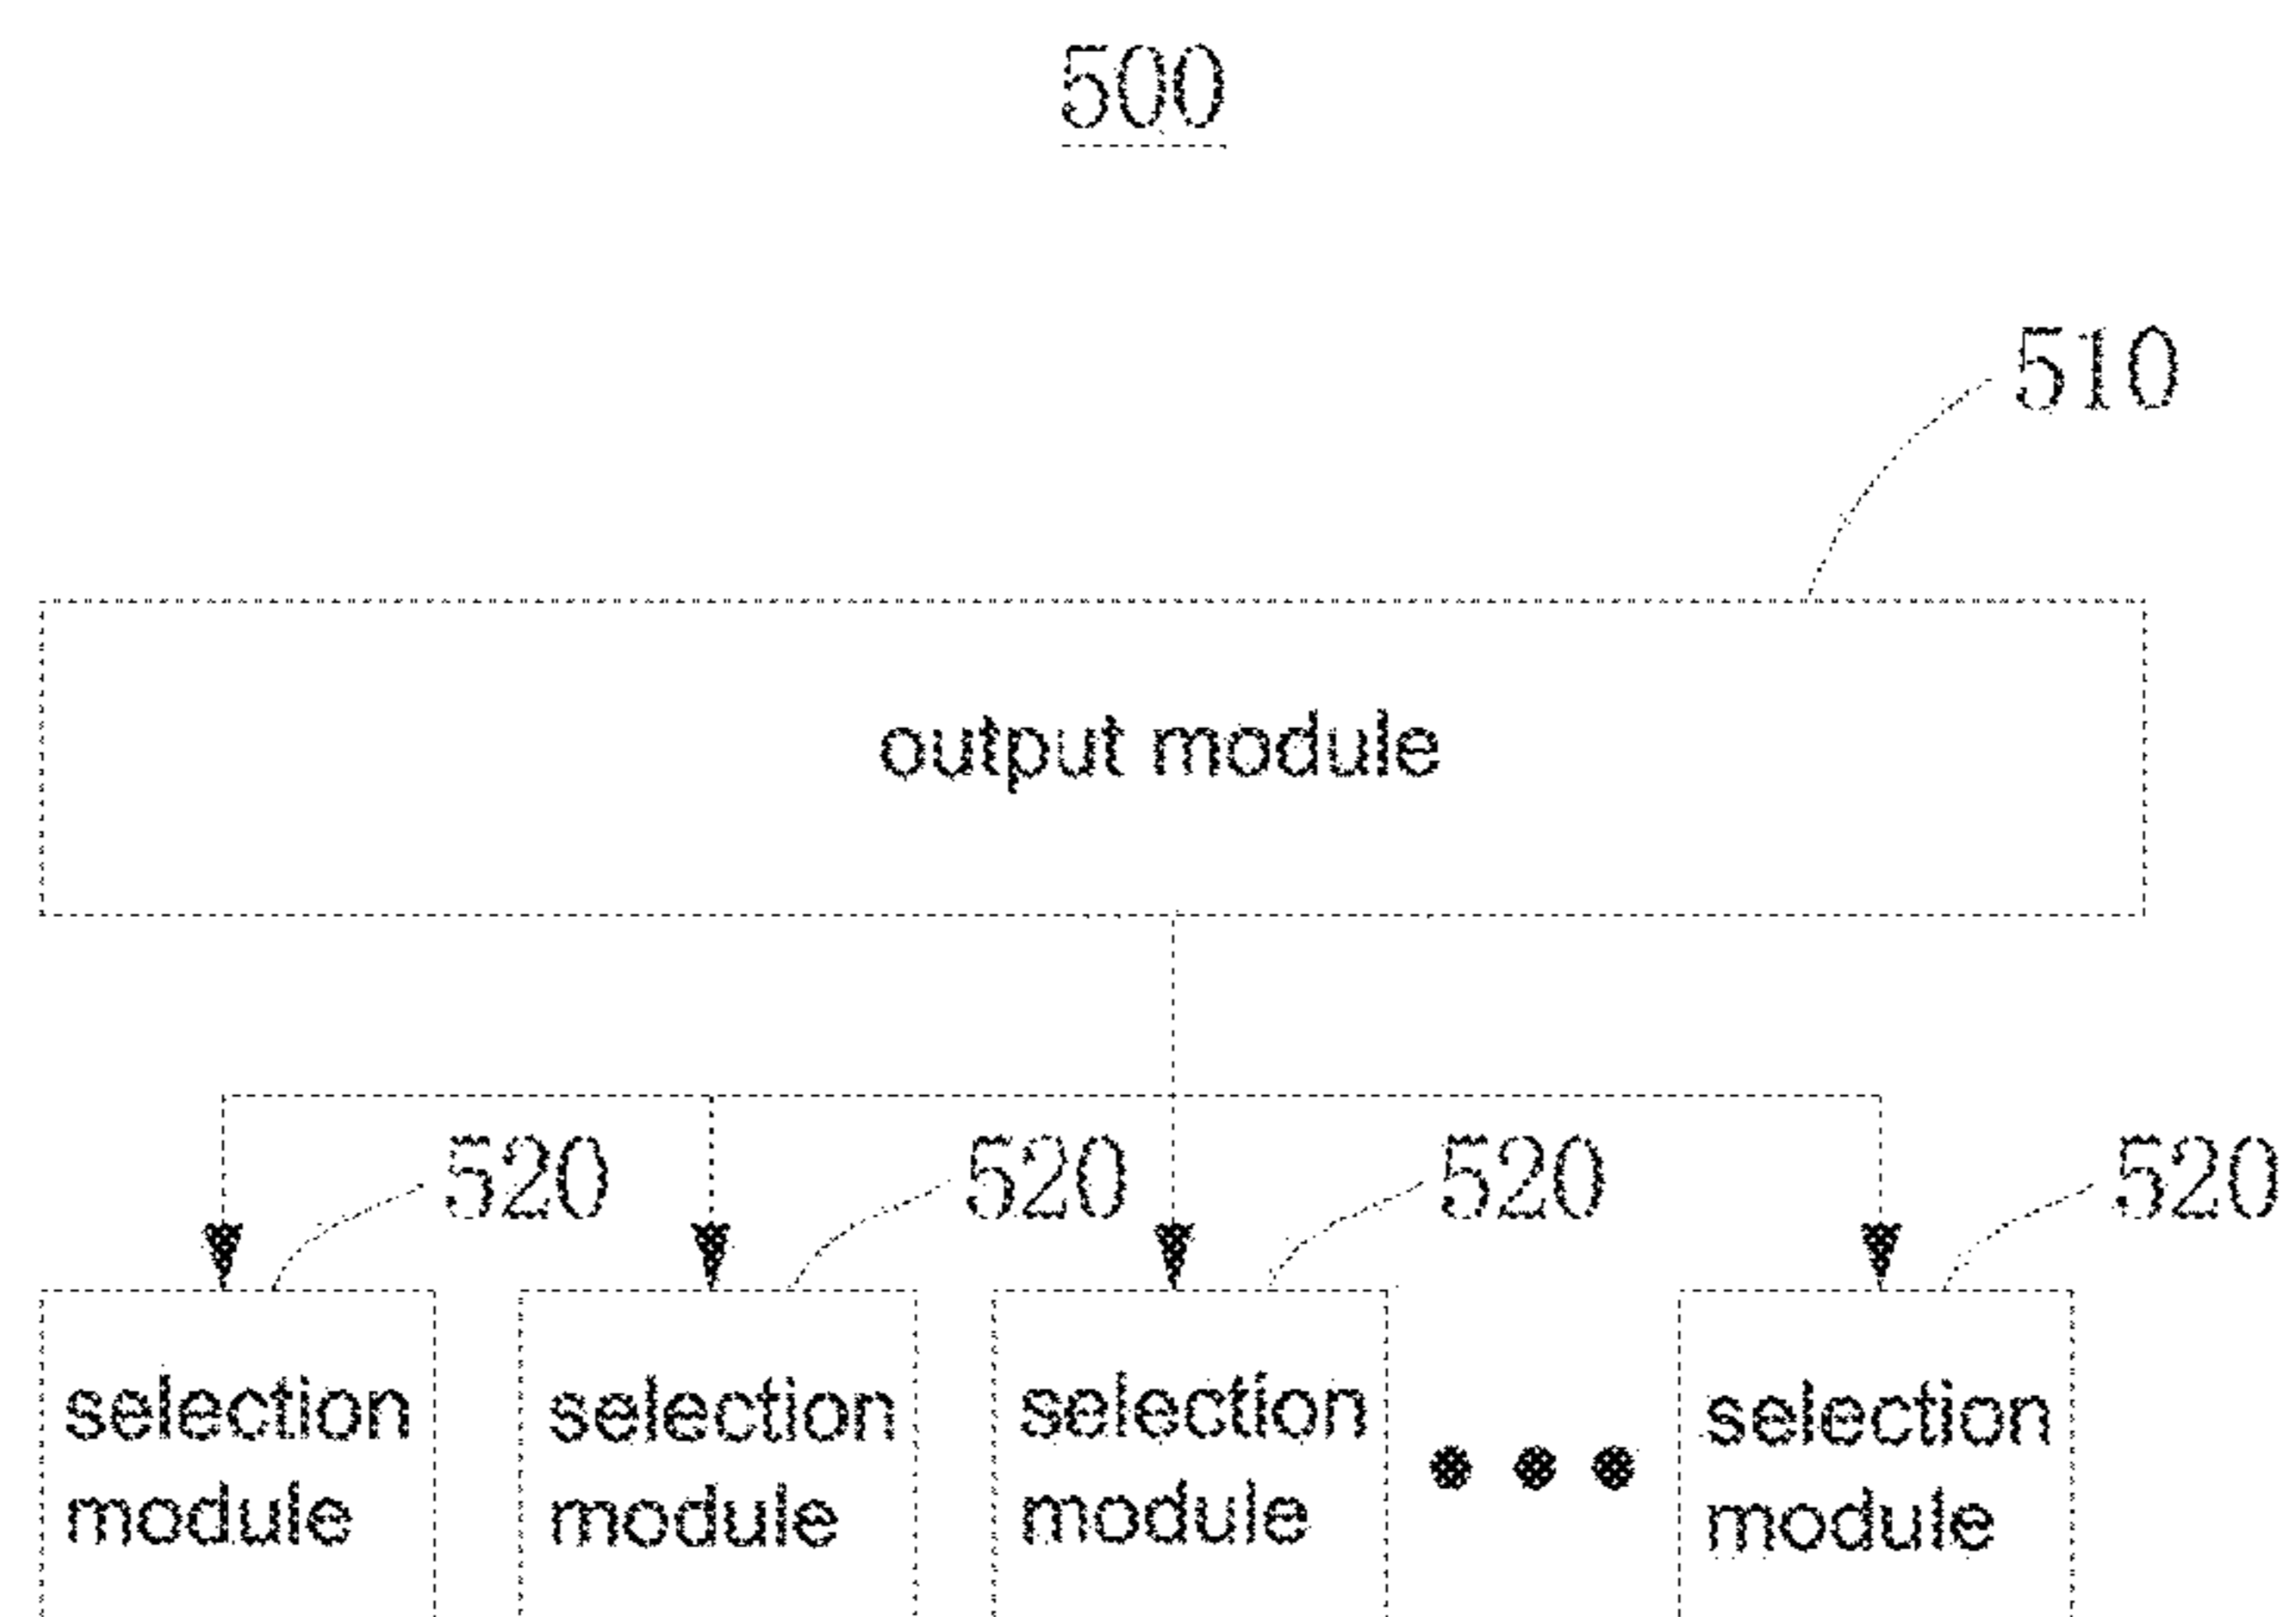 500
510
output module
520 520 520 520
selection selection selection selection
module module module module